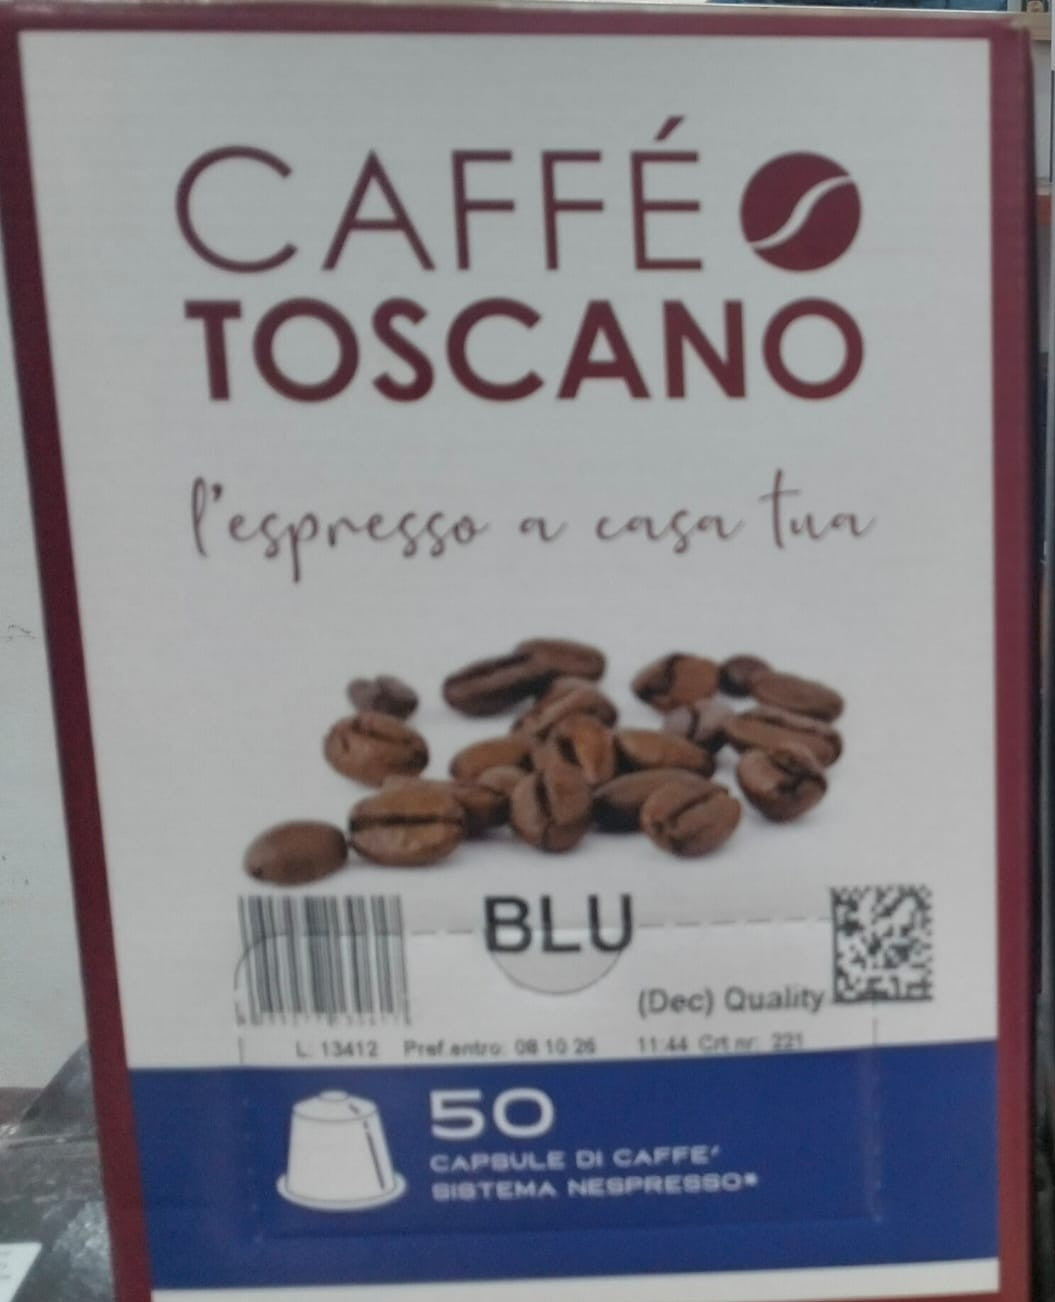 CAFFÉ
TOSCANO
l'espresso a casa tua
BLU
(Dec) Quality
L: 13412 Pref.entro: 08 10 26 11:44 Crt nr: 221
50
CAPSULE DI CAFFE'
SISTEMA NESPRESSO*